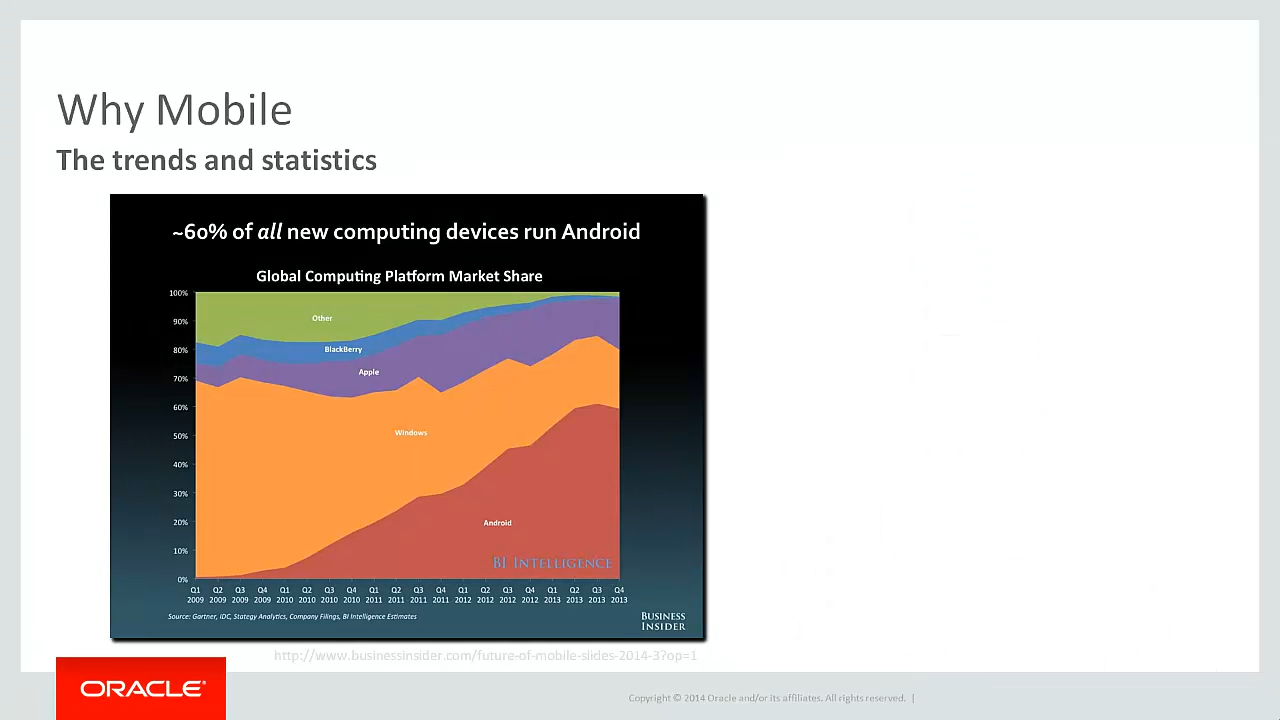 Why Mobile
The trends and statistics
~60% of all new computing devices run Android
Global Computing Platform Market Share
100%
90%
80%
70%
60%
50%
40%
30%
20%
10%
0%
Other
BlackBerry
Apple
Windows
Android
BI INTELLIGENCE
Q1 Q2 Q3 Q4 Q1 Q2 Q3 Q4 Q1 Q2 Q3 Q4 Q1 Q2 Q3 Q4 Q1 Q2 Q3 Q4
2009 2009 2009 2009 2010 2010 2010 2010 2011 2011 2011 2011 2012 2012 2012 2012 2013 2013 2013 2013
Source: Gartner, IDC, Stategy Analytics, Company Filings, BI Intelligence Estimates
BUSINESS
INSIDER
http://www.businessinsider.com/future-of-mobile-slides-2014-3?op=1
ORACLE®
Copyright © 2014 Oracle and/or its affiliates. All rights reserved. |